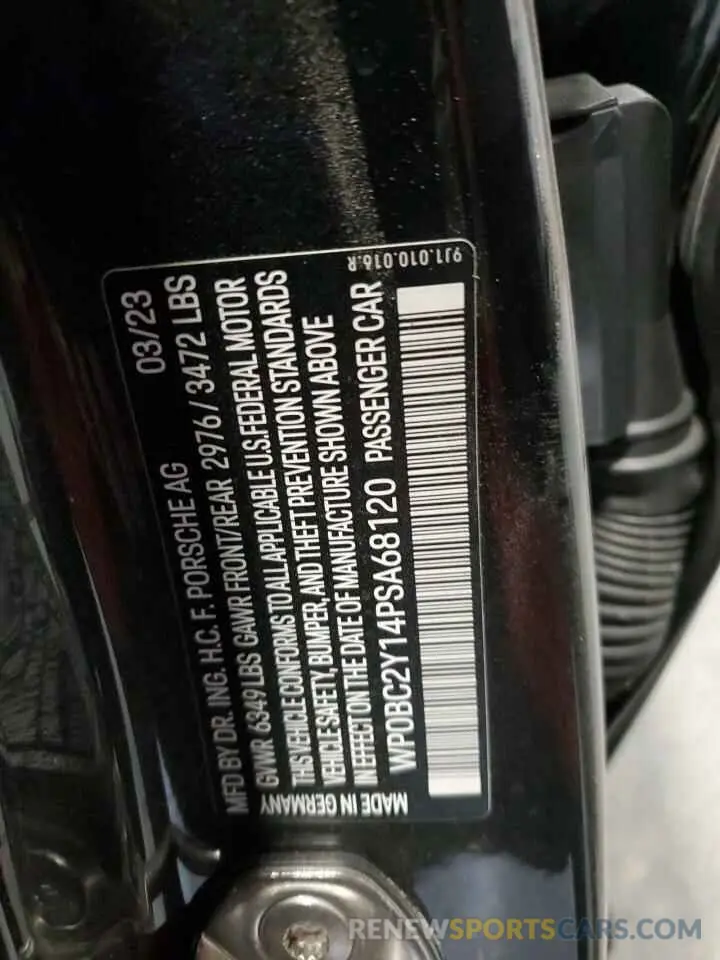 MFD BY DR. ING. H.C. F. PORSCHE AG 03/23
GVWR 6349 LBS GAWR FRONT/REAR 2976/3472 LBS
THIS VEHICLE CONFORMS TO ALL APPLICABLE U.S. FEDERAL MOTOR
VEHICLE SAFETY, BUMPER, AND THEFT PREVENTION STANDARDS
IN EFFECT ON THE DATE OF MANUFACTURE SHOWN ABOVE
WP0BC2Y14PSA68120 PASSENGER CAR
MADE IN GERMANY
9J1.010.016.R
RENEWSPORTSCARS.COM